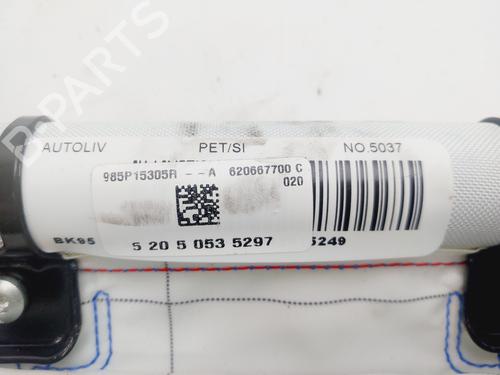 B-PARTS
AUTOLIV PET/SI NO.5037
985P15305R --A 620667700 C
020
BK95 5 20 5 053 5297 5249